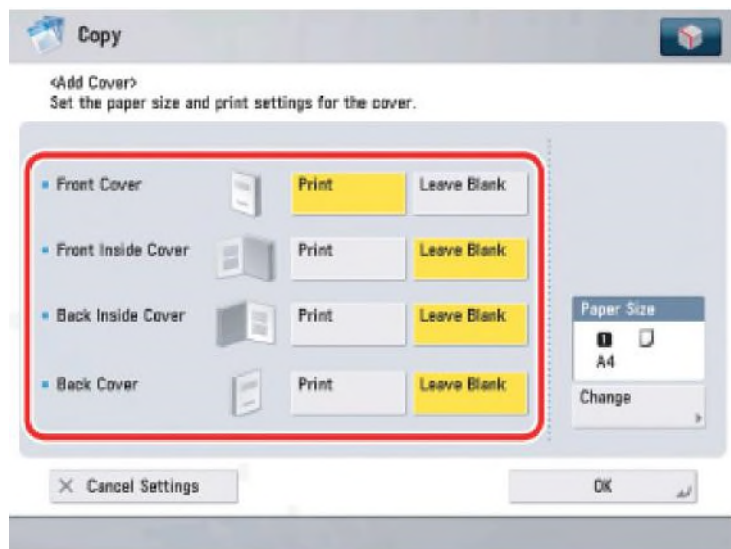 Copy
<Add Cover>
Set the paper size and print settings for the cover.
Front Cover Print Leave Blank
Front Inside Cover Print Leave Blank
Back Inside Cover Print Leave Blank
Back Cover Print Leave Blank
Paper Size
1
A4
Change
Cancel Settings
OK